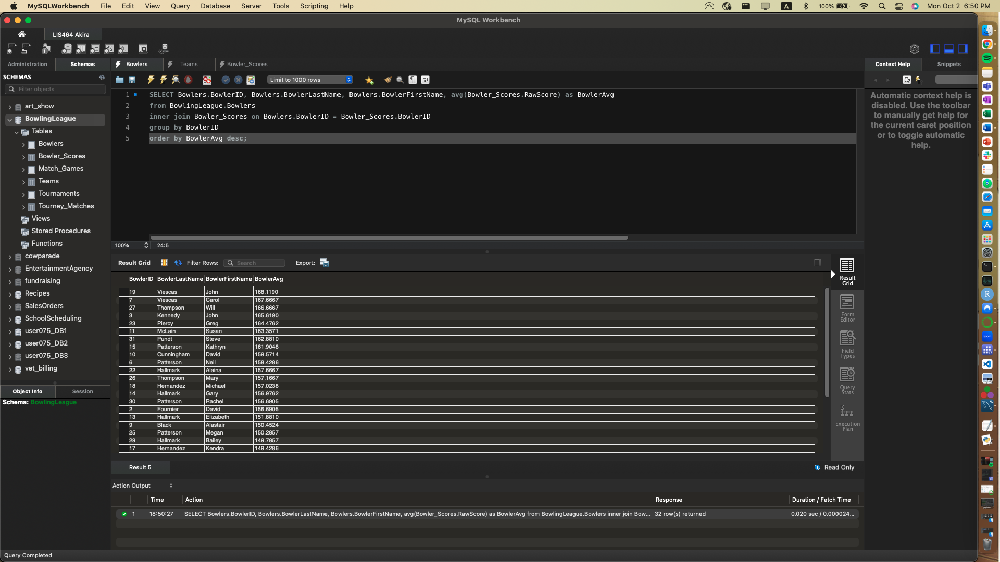 MySQLWorkbench File Edit View Query Database Server Tools Scripting Help A 100% Mon Oct 2 6:50 PM
MySQL Workbench
LIS464 Akira
Administration Schemas Bowlers Teams Bowler_Scores Context Help Snippets
SCHEMAS
Filter objects
Limit to 1000 rows
art_show
BowlingLeague
Tables
Bowlers
Bowler_Scores
Match_Games
Teams
Tournaments
Tourney_Matches
Views
Stored Procedures
Functions
cowparade
EntertainmentAgency
fundraising
Recipes
SalesOrders
SchoolScheduling
user075_DB1
user075_DB2
user075_DB3
vet_billing
Object Info Session
Schema: BowlingLeague
1 SELECT Bowlers.BowlerID, Bowlers.BowlerLastName, Bowlers.BowlerFirstName, avg(Bowler_Scores.RawScore) as BowlerAvg
2 from BowlingLeague.Bowlers
3 inner join Bowler_Scores on Bowlers.BowlerID = Bowler_Scores.BowlerID
4 group by BowlerID
5 order by BowlerAvg desc;
100% 24:5
Automatic context help is
disabled. Use the toolbar
to manually get help for
the current caret position
or to toggle automatic
help.
Result Grid Filter Rows: Search Export:
BowlerID BowlerLastName BowlerFirstName BowlerAvg
19 Viescas John 168.1190
7 Viescas Carol 167.6667
27 Thompson Will 166.6667
3 Kennedy John 165.6190
23 Piercy Greg 164.4762
11 McLain Susan 163.3571
31 Pundt Steve 162.8810
15 Patterson Kathryn 161.9048
10 Cunningham David 159.5714
6 Patterson Neil 158.4286
22 Hallmark Alaina 157.6667
26 Thompson Mary 157.1667
18 Hernandez Michael 157.0238
14 Hallmark Gary 156.9762
30 Patterson Rachel 156.6905
2 Fournier David 156.6905
13 Hallmark Elizabeth 151.8810
9 Black Alastair 150.4524
25 Patterson Megan 150.2857
29 Hallmark Bailey 149.7857
17 Hernandez Kendra 149.4286
Result
Grid
Form
Editor
Field
Types
Query
Stats
Execution
Plan
Result 5 Read Only
Action Output
Time Action Response Duration / Fetch Time
1 18:50:27 SELECT Bowlers.BowlerID, Bowlers.BowlerLastName, Bowlers.BowlerFirstName, avg(Bowler_Scores.RawScore) as BowlerAvg from BowlingLeague.Bowlers inner join Bow... 32 row(s) returned 0.020 sec / 0.000024...
Query Completed
R
zoom